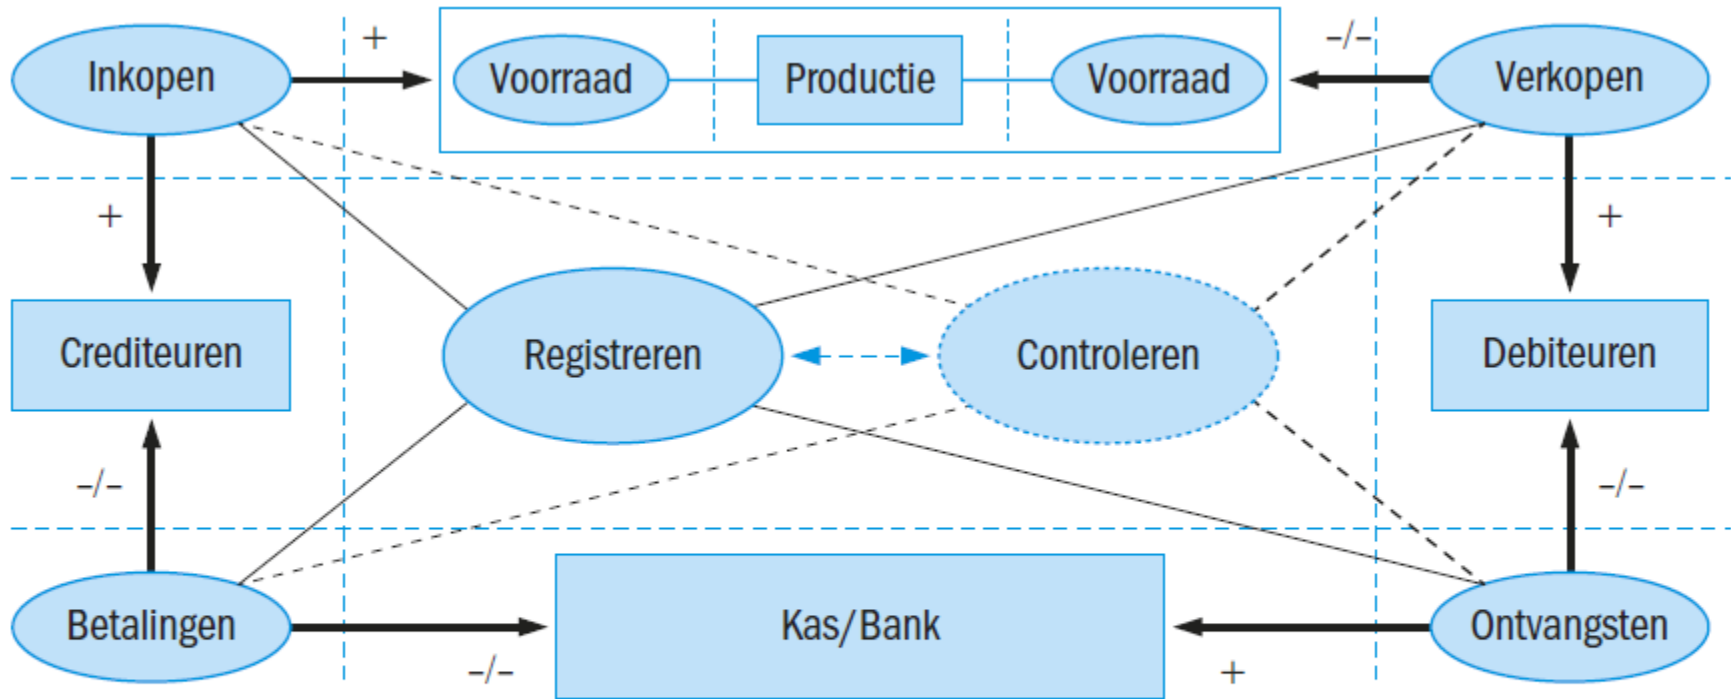 Inkopen
+
Voorraad
Productie
Voorraad
–/–
Verkopen
+
+
Crediteuren
Registreren
Controleren
Debiteuren
–/–
–/–
Betalingen
–/–
Kas/Bank
+
Ontvangsten